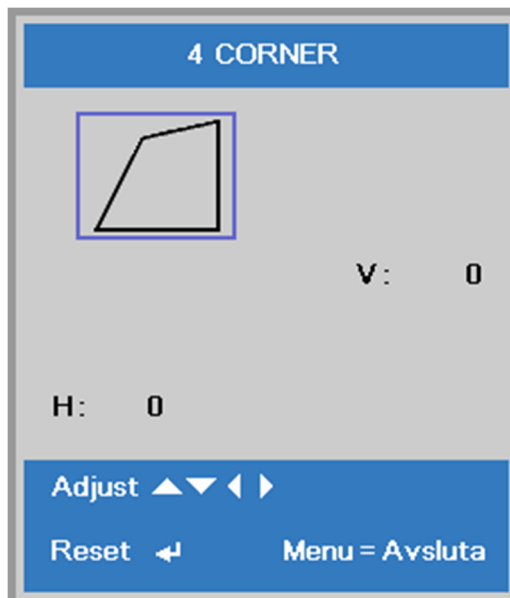 4 CORNER
V: 0
H: 0
Adjust ▲▼◀▶
Reset ↵ Menu = Avsluta